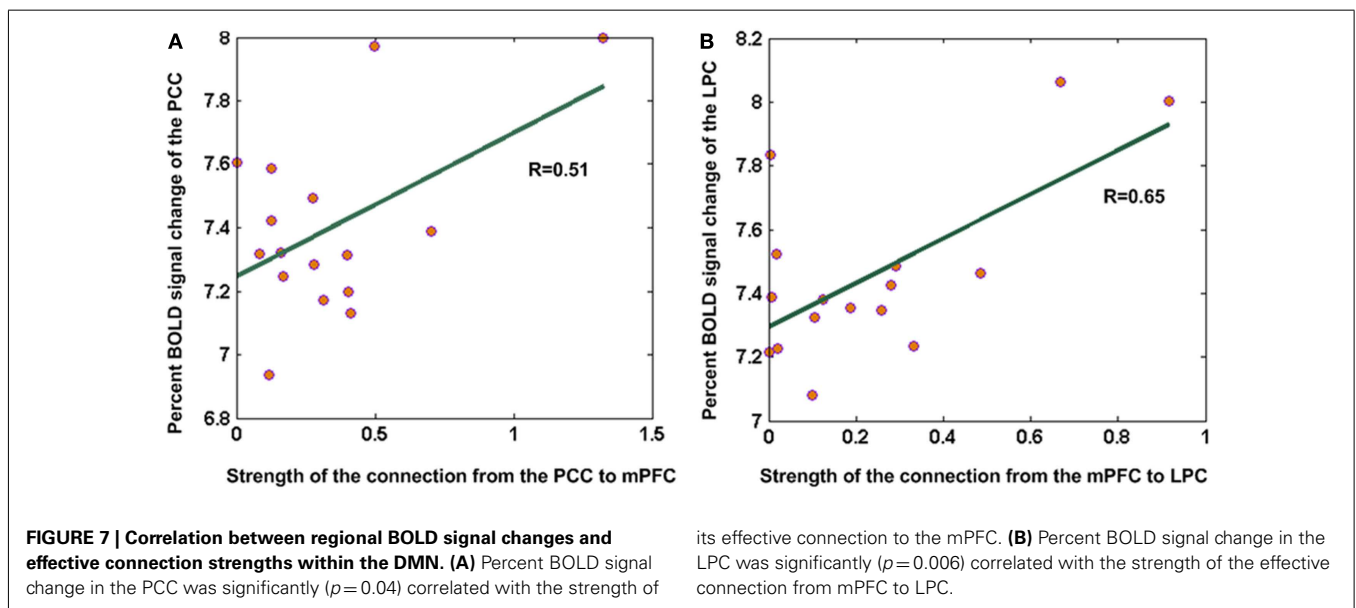 A
Percent BOLD signal change of the PCC
8
7.8
7.6
7.4
7.2
7
6.8
R=0.51
0
0.5
1
1.5
Strength of the connection from the PCC to mPFC
B
Percent BOLD signal change of the LPC
8.2
8
7.8
7.6
7.4
7.2
7
R=0.65
0
0.2
0.4
0.6
0.8
1
Strength of the connection from the mPFC to LPC
FIGURE 7 | Correlation between regional BOLD signal changes and
effective connection strengths within the DMN. (A) Percent BOLD signal
change in the PCC was significantly (p = 0.04) correlated with the strength of
its effective connection to the mPFC. (B) Percent BOLD signal change in the
LPC was significantly (p = 0.006) correlated with the strength of the effective
connection from mPFC to LPC.